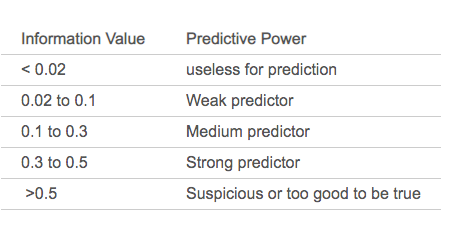 Information Value Predictive Power
< 0.02 useless for prediction
0.02 to 0.1 Weak predictor
0.1 to 0.3 Medium predictor
0.3 to 0.5 Strong predictor
>0.5 Suspicious or too good to be true